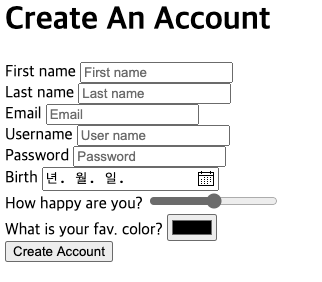 Create An Account
First name First name
Last name Last name
Email Email
Username User name
Password Password
Birth 년. 월. 일.
How happy are you?
What is your fav. color?
Create Account